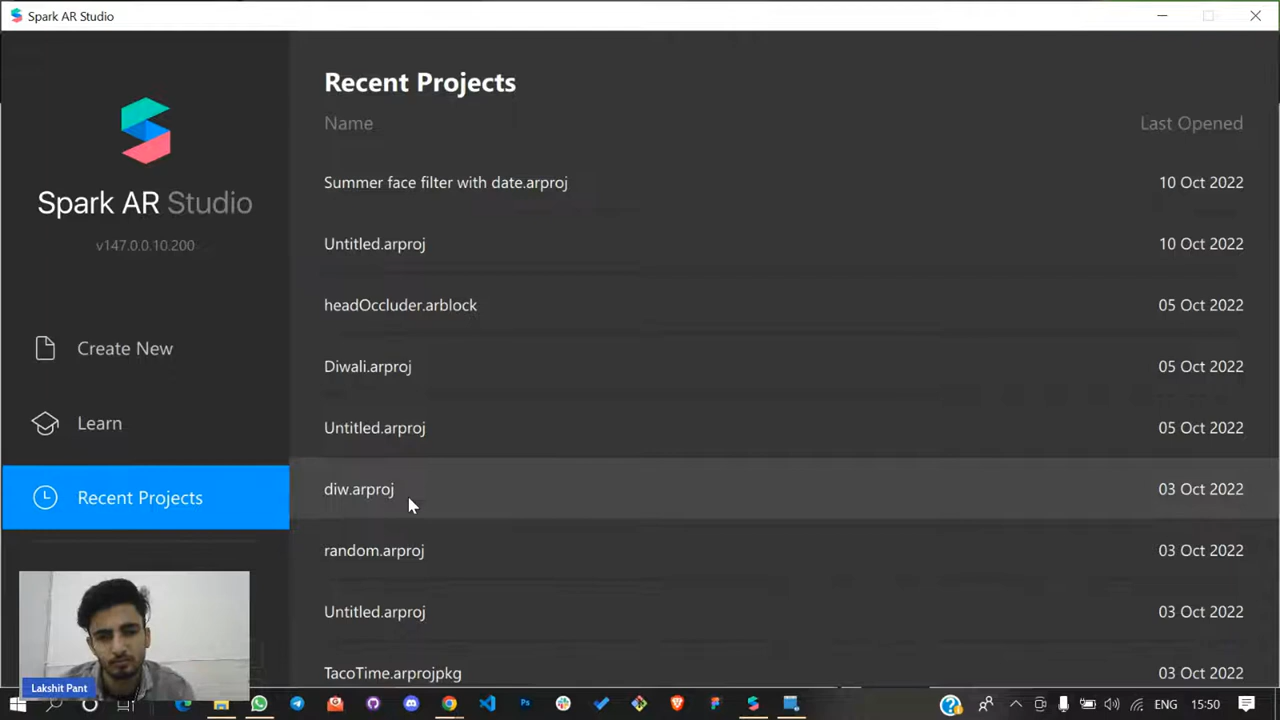 Spark AR Studio
Recent Projects
Name
Last Opened
Summer face filter with date.arproj
10 Oct 2022
Untitled.arproj
10 Oct 2022
headOccluder.arblock
05 Oct 2022
Diwali.arproj
05 Oct 2022
Untitled.arproj
05 Oct 2022
diw.arproj
03 Oct 2022
random.arproj
03 Oct 2022
Untitled.arproj
03 Oct 2022
TacoTime.arprojpkg
03 Oct 2022
Spark AR Studio
v147.0.0.10.200
Create New
Learn
Recent Projects
Lakshit Pant
Ps
ENG
15:50